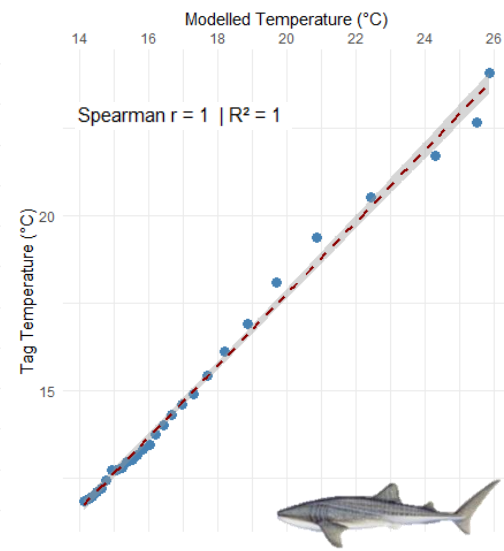 Modelled Temperature (°C)
14 16 18 20 22 24 26
Spearman r = 1 | R² = 1
20
Tag Temperature (°C)
15